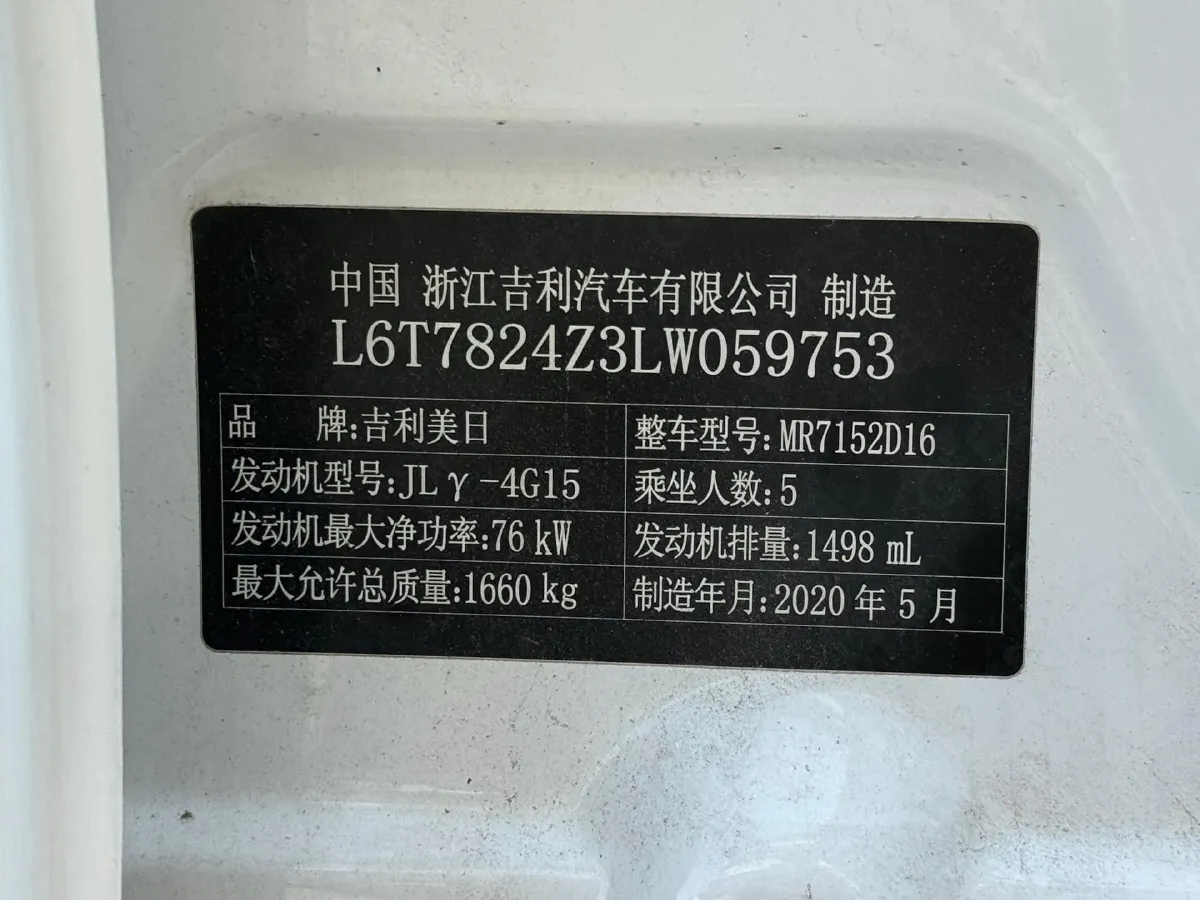 中国 浙江吉利汽车有限公司 制造
L6T7824Z3LW059753
品 牌:吉利美日 整车型号:MR7152D16
发动机型号:JLγ-4G15 乘坐人数:5
发动机最大净功率:76 kW 发动机排量:1498 mL
最大允许总质量:1660 kg 制造年月:2020 年 5 月